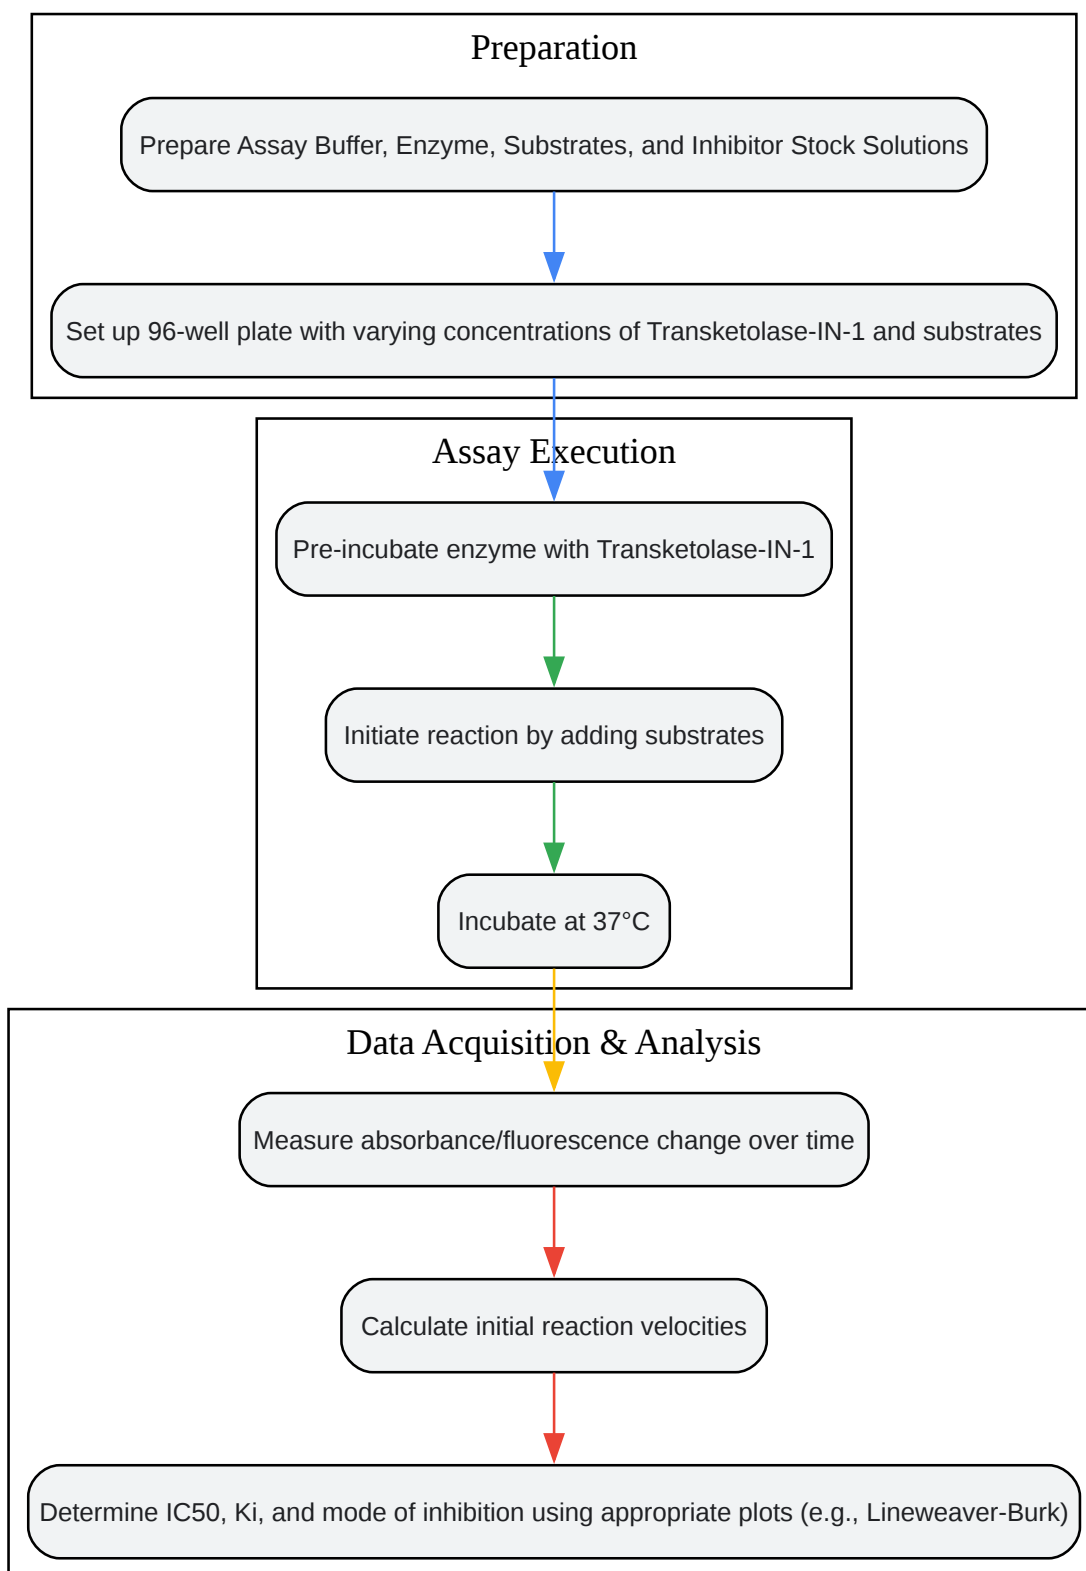 Preparation
Prepare Assay Buffer, Enzyme, Substrates, and Inhibitor Stock Solutions
Set up 96-well plate with varying concentrations of Transketolase-IN-1 and substrates
Assay Execution
Pre-incubate enzyme with Transketolase-IN-1
Initiate reaction by adding substrates
Incubate at 37°C
Data Acquisition & Analysis
Measure absorbance/fluorescence change over time
Calculate initial reaction velocities
Determine IC50, Ki, and mode of inhibition using appropriate plots (e.g., Lineweaver-Burk)